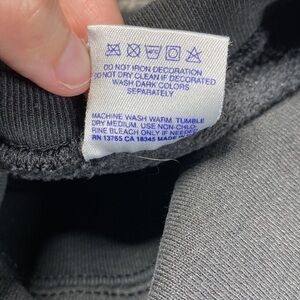 DO NOT IRON DECORATION
DO NOT DRY CLEAN IF DECORATED
WASH DARK COLORS
SEPARATELY
MACHINE WASH WARM. TUMBLE
DRY MEDIUM. USE NON-CHLO-
RINE BLEACH ONLY IF NEEDED.
RN 13765 CA 18345 MADE